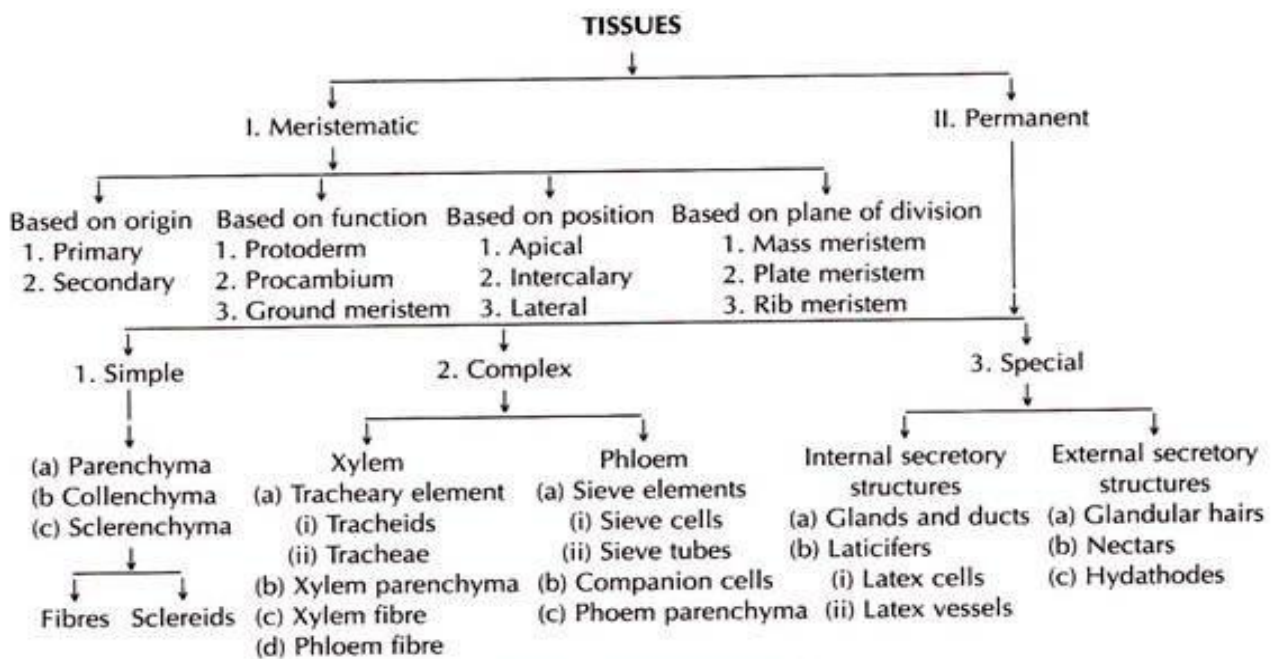 TISSUES
I. Meristematic
II. Permanent
Based on origin
1. Primary
2. Secondary
Based on function
1. Protoderm
2. Procambium
3. Ground meristem
Based on position
1. Apical
2. Intercalary
3. Lateral
Based on plane of division
1. Mass meristem
2. Plate meristem
3. Rib meristem
1. Simple
(a) Parenchyma
(b Collenchyma
(c) Sclerenchyma
Fibres
Sclereids
2. Complex
Xylem
(a) Tracheary element
(i) Tracheids
(ii) Tracheae
(b) Xylem parenchyma
(c) Xylem fibre
(d) Phloem fibre
Phloem
(a) Sieve elements
(i) Sieve cells
(ii) Sieve tubes
(b) Companion cells
(c) Phoem parenchyma
3. Special
Internal secretory
structures
(a) Glands and ducts
(b) Laticifers
(i) Latex cells
(ii) Latex vessels
External secretory
structures
(a) Glandular hairs
(b) Nectars
(c) Hydathodes